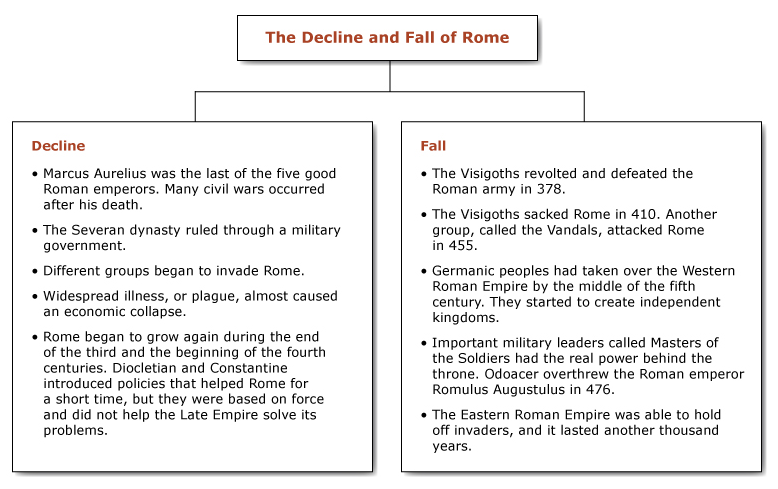 The Decline and Fall of Rome
Decline
• Marcus Aurelius was the last of the five good
Roman emperors. Many civil wars occurred
after his death.
• The Severan dynasty ruled through a military
government.
• Different groups began to invade Rome.
• Widespread illness, or plague, almost caused
an economic collapse.
• Rome began to grow again during the end
of the third and the beginning of the fourth
centuries. Diocletian and Constantine
introduced policies that helped Rome for
a short time, but they were based on force
and did not help the Late Empire solve its
problems.
Fall
• The Visigoths revolted and defeated the
Roman army in 378.
• The Visigoths sacked Rome in 410. Another
group, called the Vandals, attacked Rome
in 455.
• Germanic peoples had taken over the Western
Roman Empire by the middle of the fifth
century. They started to create independent
kingdoms.
• Important military leaders called Masters of
the Soldiers had the real power behind the
throne. Odoacer overthrew the Roman emperor
Romulus Augustulus in 476.
• The Eastern Roman Empire was able to hold
off invaders, and it lasted another thousand
years.